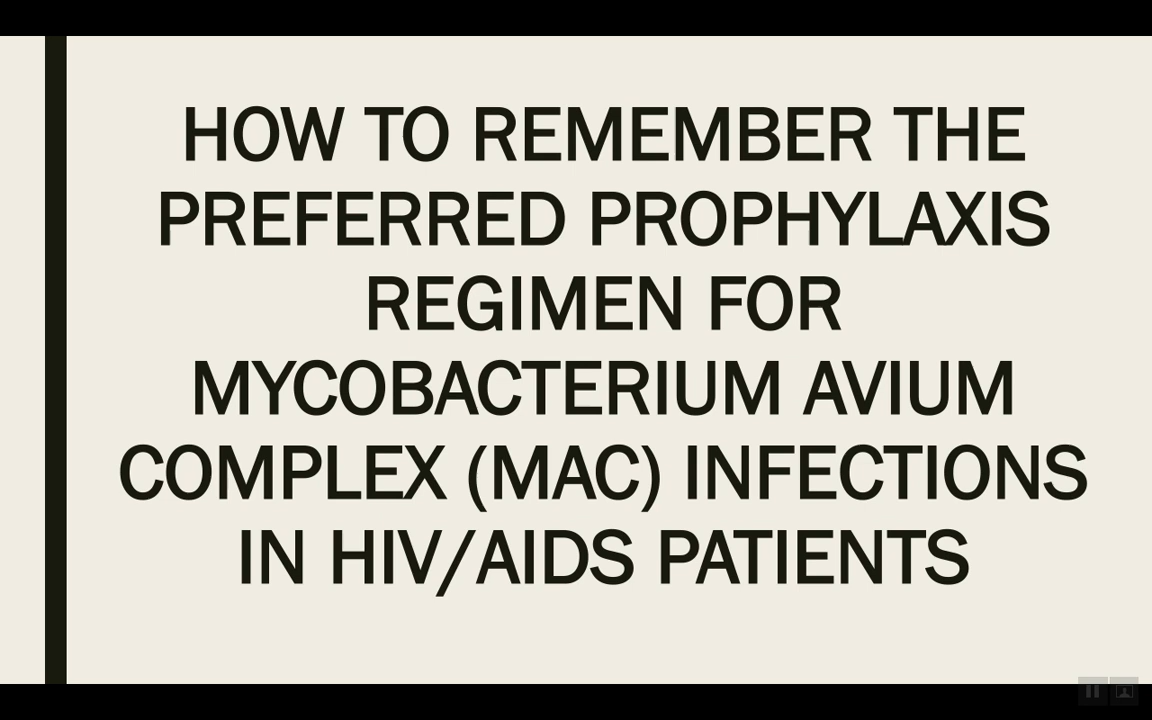 HOW TO REMEMBER THE
PREFERRED PROPHYLAXIS
REGIMEN FOR
MYCOBACTERIUM AVIUM
COMPLEX (MAC) INFECTIONS
IN HIV/AIDS PATIENTS